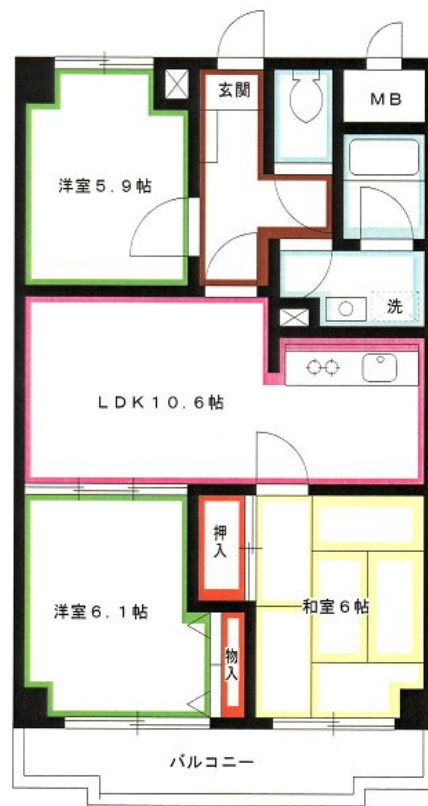 玄関
MB
洋室5.9帖
洗
LDK10.6帖
押入
洋室6.1帖
物入
和室6帖
バルコニー